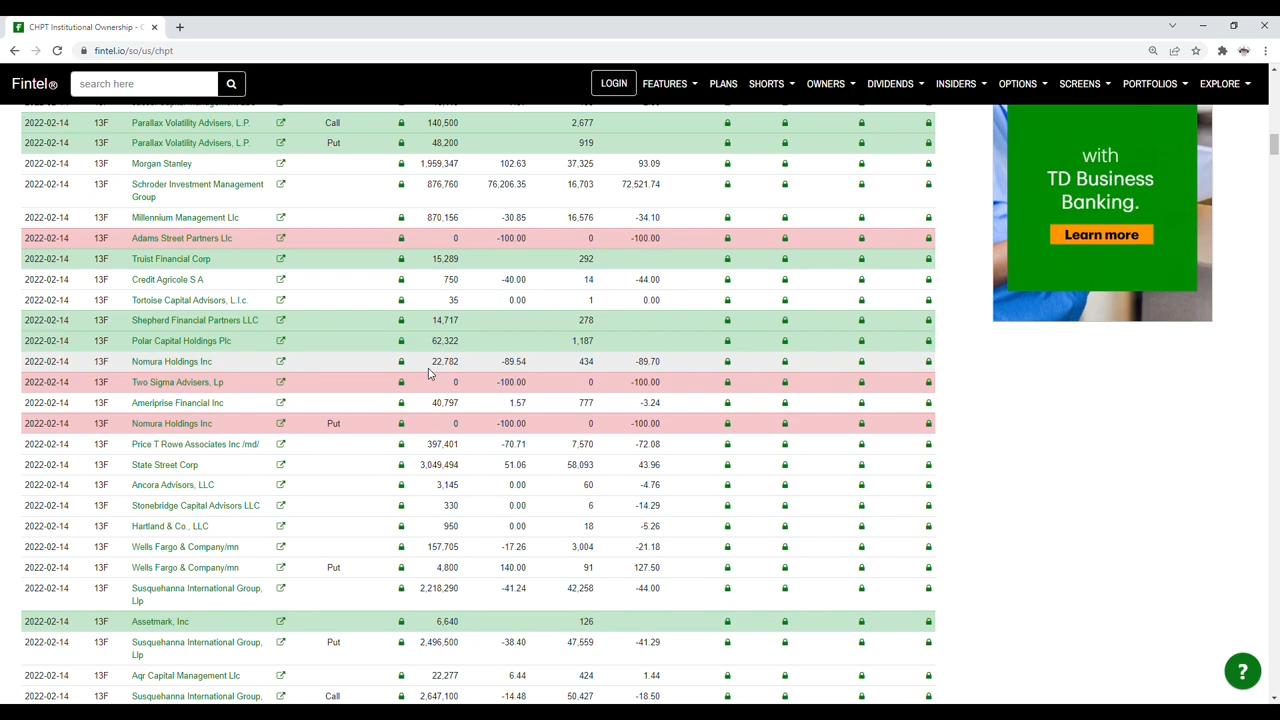 CHPT Institutional Ownership - C
fintel.io/so/us/chpt
Fintel® search here LOGIN FEATURES PLANS SHORTS OWNERS DIVIDENDS INSIDERS OPTIONS SCREENS PORTFOLIOS EXPLORE
2022-02-14 13F Parallax Volatility Advisers, L.P. Call 140,500 2,677
2022-02-14 13F Parallax Volatility Advisers, L.P. Put 48,200 919
2022-02-14 13F Morgan Stanley 1,959,347 102.63 37,325 93.09
2022-02-14 13F Schroder Investment Management 876,760 76,206.35 16,703 72,521.74
Group
2022-02-14 13F Millennium Management Llc 870,156 -30.85 16,576 -34.10
2022-02-14 13F Adams Street Partners Llc 0 -100.00 0 -100.00
2022-02-14 13F Truist Financial Corp 15,289 292
2022-02-14 13F Credit Agricole S A 750 -40.00 14 -44.00
2022-02-14 13F Tortoise Capital Advisors, L.l.c. 35 0.00 1 0.00
2022-02-14 13F Shepherd Financial Partners LLC 14,717 278
2022-02-14 13F Polar Capital Holdings Plc 62,322 1,187
2022-02-14 13F Nomura Holdings Inc 22,782 -89.54 434 -89.70
2022-02-14 13F Two Sigma Advisers, Lp 0 -100.00 0 -100.00
2022-02-14 13F Ameriprise Financial Inc 40,797 1.57 777 -3.24
2022-02-14 13F Nomura Holdings Inc Put 0 -100.00 0 -100.00
2022-02-14 13F Price T Rowe Associates Inc /md/ 397,401 -70.71 7,570 -72.08
2022-02-14 13F State Street Corp 3,049,494 51.06 58,093 43.96
2022-02-14 13F Ancora Advisors, LLC 3,145 0.00 60 -4.76
2022-02-14 13F Stonebridge Capital Advisors LLC 330 0.00 6 -14.29
2022-02-14 13F Hartland & Co., LLC 950 0.00 18 -5.26
2022-02-14 13F Wells Fargo & Company/mn 157,705 -17.26 3,004 -21.18
2022-02-14 13F Wells Fargo & Company/mn Put 4,800 140.00 91 127.50
2022-02-14 13F Susquehanna International Group, 2,218,290 -41.24 42,258 -44.00
Llp
2022-02-14 13F Assetmark, Inc 6,640 126
2022-02-14 13F Susquehanna International Group, Put 2,496,500 -38.40 47,559 -41.29
Llp
2022-02-14 13F Aqr Capital Management Llc 22,277 6.44 424 1.44
2022-02-14 13F Susquehanna International Group, Call 2,647,100 -14.48 50,427 -18.50
with
TD Business
Banking.
Learn more
?